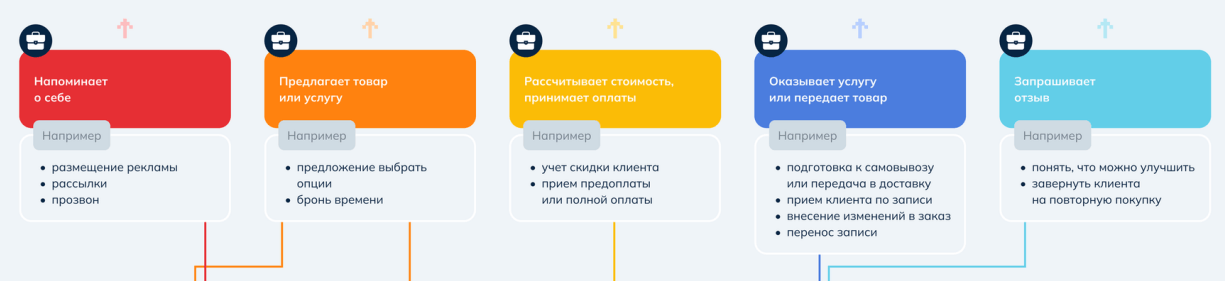 Напоминает
о себе
Например
размещение рекламы
рассылки
прозвон
Предлагает товар
или услугу
Например
предложение выбрать
опции
бронь времени
Рассчитывает стоимость,
принимает оплаты
Например
учет скидки клиента
прием предоплаты
или полной оплаты
Оказывает услугу
или передает товар
Например
подготовка к самовывозу
или передача в доставку
прием клиента по записи
внесение изменений в заказ
перенос записи
Запрашивает
отзыв
Например
понять, что можно улучшить
завернуть клиента
на повторную покупку